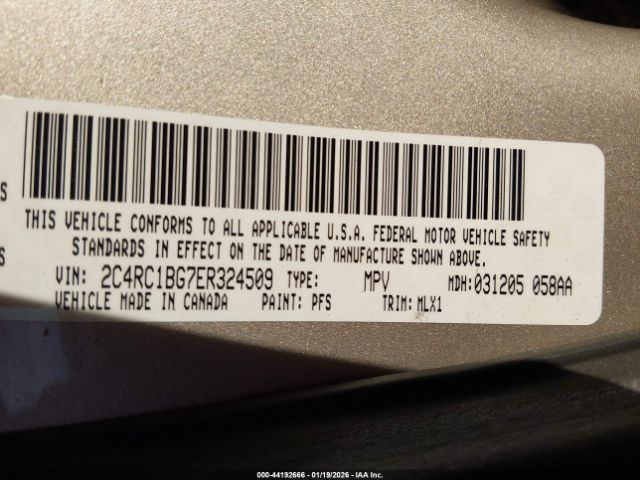 S
THIS VEHICLE CONFORMS TO ALL APPLICABLE U.S.A. FEDERAL MOTOR VEHICLE SAFETY
S STANDARDS IN EFFECT ON THE DATE OF MANUFACTURE SHOWN ABOVE.
VIN: 2C4RC1BG7ER324509 TYPE: MPV MDH: 031205 058AA
VEHICLE MADE IN CANADA PAINT: PFS TRIM: MLX1
000-44192666 - 01/19/2026 - IAA Inc.